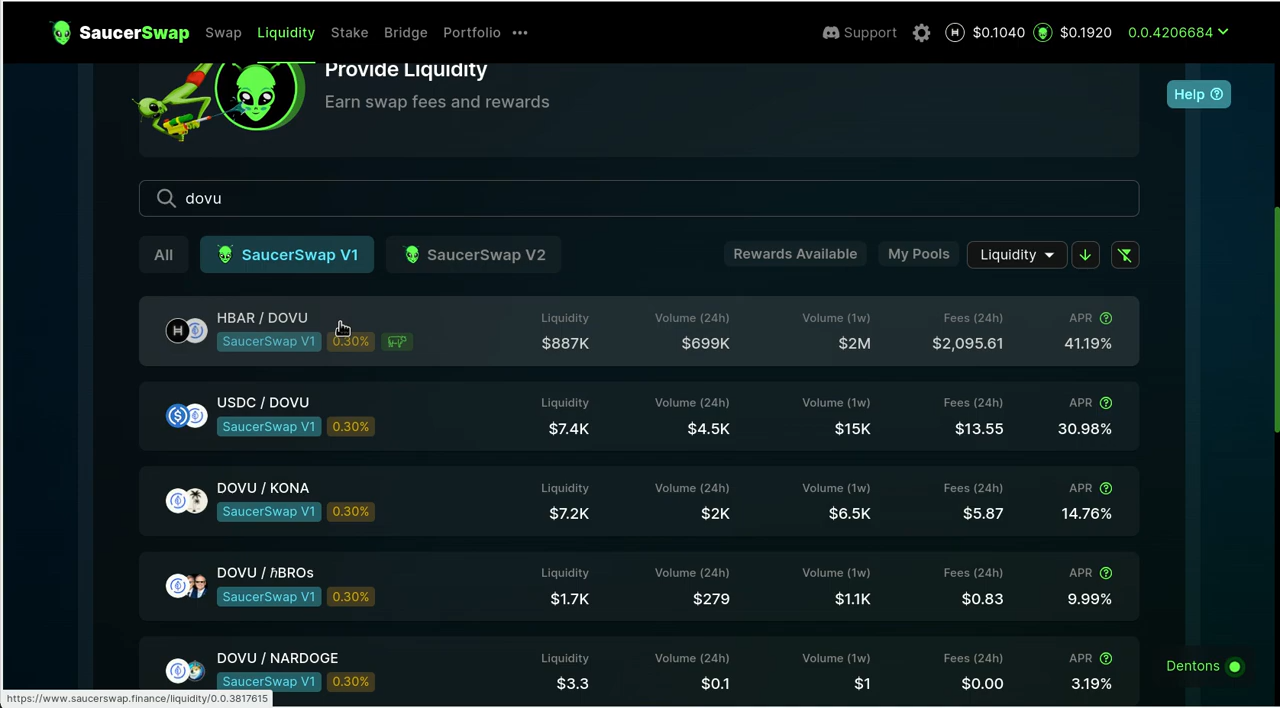 SaucerSwap Swap Liquidity Stake Bridge Portfolio ••• Support $0.1040 $0.1920 0.0.4206684
Provide Liquidity
Help
Earn swap fees and rewards
dovu
All SaucerSwap V1 SaucerSwap V2 Rewards Available My Pools Liquidity
HBAR / DOVU Liquidity Volume (24h) Volume (1w) Fees (24h) APR
SaucerSwap V1 0.30% $887K $699K $2M $2,095.61 41.19%
USDC / DOVU Liquidity Volume (24h) Volume (1w) Fees (24h) APR
SaucerSwap V1 0.30% $7.4K $4.5K $15K $13.55 30.98%
DOVU / KONA Liquidity Volume (24h) Volume (1w) Fees (24h) APR
SaucerSwap V1 0.30% $7.2K $2K $6.5K $5.87 14.76%
DOVU / ℏBROs Liquidity Volume (24h) Volume (1w) Fees (24h) APR
SaucerSwap V1 0.30% $1.7K $279 $1.1K $0.83 9.99%
DOVU / NARDOGE Liquidity Volume (24h) Volume (1w) Fees (24h) APR
Dentons
SaucerSwap V1 0.30% $3.3 $0.1 $1 $0.00 3.19%
https://www.saucerswap.finance/liquidity/0.0.3817615